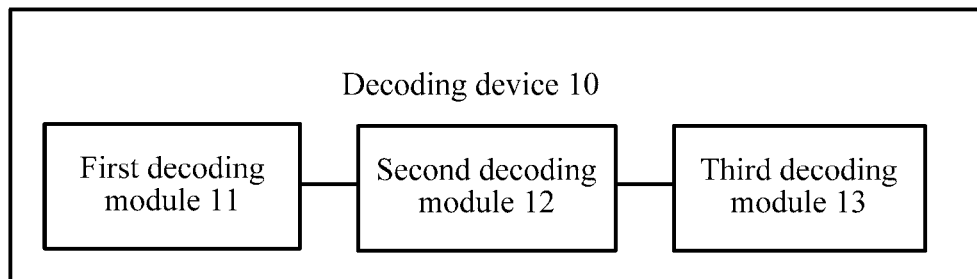 Decoding device 10
First decoding
module 11
Second decoding
module 12
Third decoding
module 13